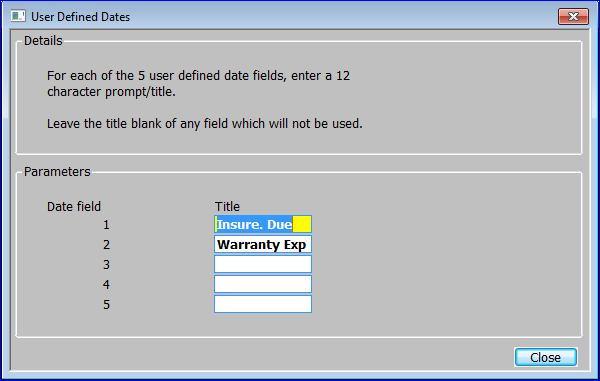 User Defined Dates
Details
For each of the 5 user defined date fields, enter a 12
character prompt/title.
Leave the title blank of any field which will not be used.
Parameters
Date field Title
1 Insure. Due
2 Warranty Exp
3
4
5
Close